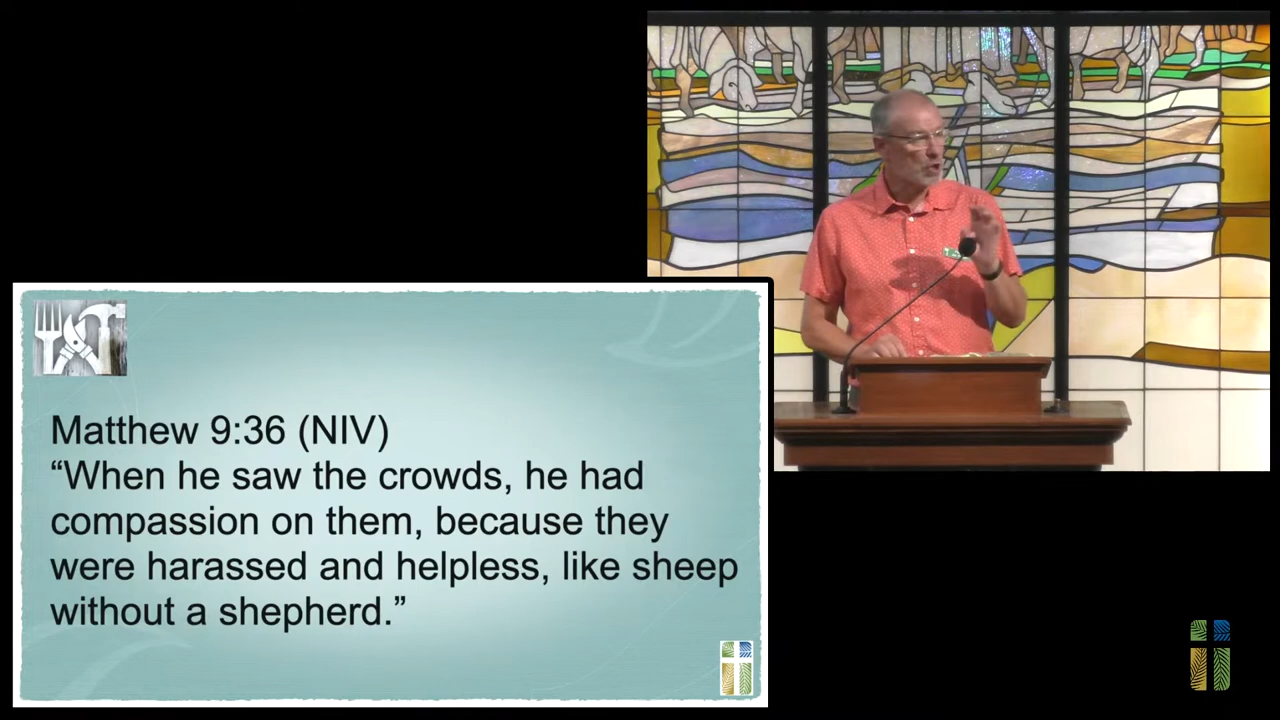 Matthew 9:36 (NIV)
“When he saw the crowds, he had
compassion on them, because they
were harassed and helpless, like sheep
without a shepherd.”